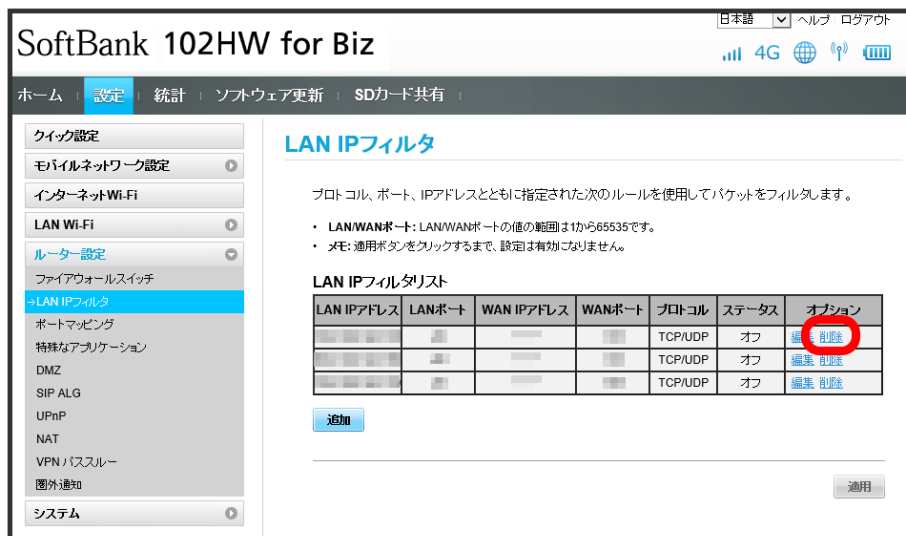 日本語 ヘルプ ログアウト
SoftBank 102HW for Biz
4G
ホーム 設定 統計 ソフトウェア更新 SDカード共有
クイック設定
モバイルネットワーク設定
インターネットWi-Fi
LAN Wi-Fi
ルーター設定
ファイアウォールスイッチ
→LAN IPフィルタ
ポートマッピング
特殊なアプリケーション
DMZ
SIP ALG
UPnP
NAT
VPN パススルー
圏外通知
システム
LAN IPフィルタ
プロトコル、ポート、IPアドレスとともに指定された次のルールを使用してパケットをフィルタします。
・ LAN/WANポート: LAN/WANポートの値の範囲は1から65535です。
・ メモ: 適用ボタンをクリックするまで、設定は有効になりません。
LAN IPフィルタリスト
LAN IPアドレス LANポート WAN IPアドレス WANポート プロトコル ステータス オプション
TCP/UDP オフ 編集 削除
TCP/UDP オフ 編集 削除
TCP/UDP オフ 編集 削除
追加
適用